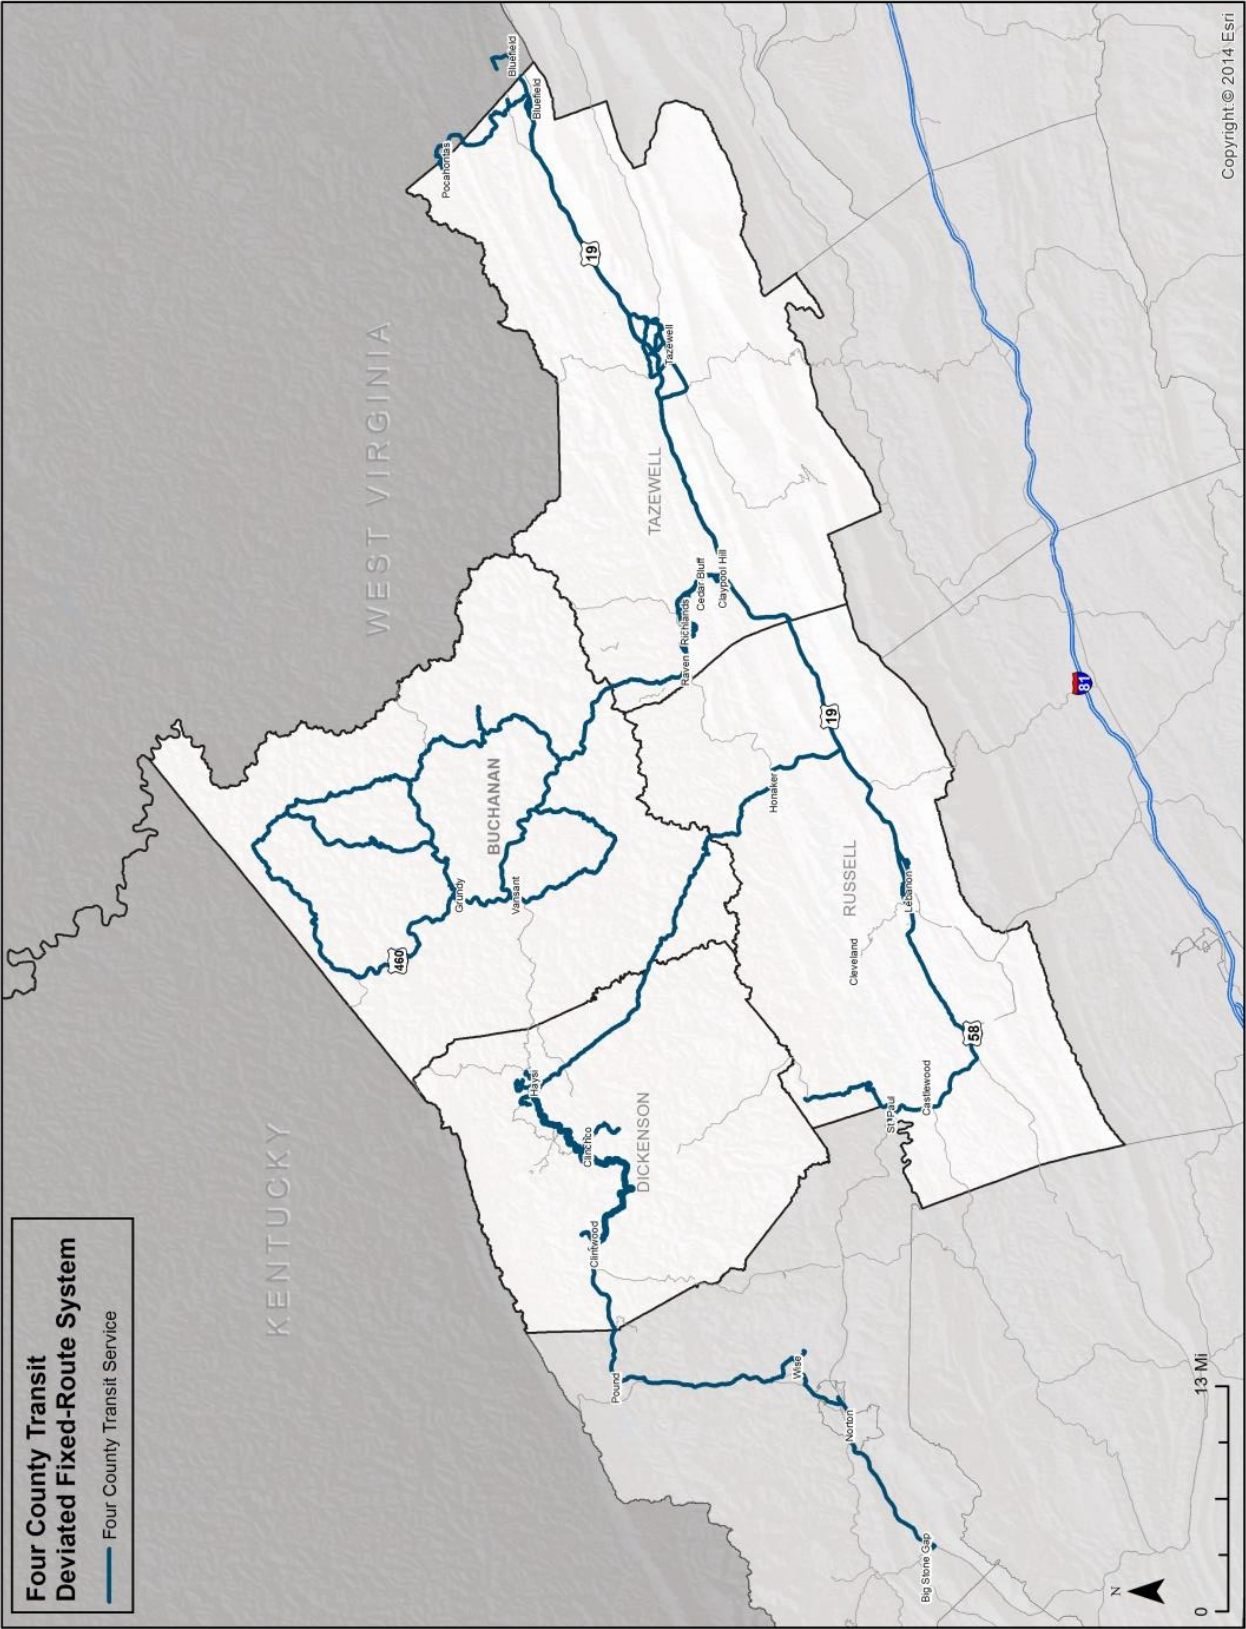 Four County Transit
Deviated Fixed-Route System
Four County Transit Service
KENTUCKY
WEST VIRGINIA
Pocahontas
Bluefield
Bluefield
19
Tazewell
TAZEWELL
460
Grundy
BUCHANAN
Vansant
Raven
Richlands
Cedar Bluff
Claypool Hill
Haysi
Clinchco
Clintwood
DICKENSON
Pound
Honaker
19
RUSSELL
Cleveland
Lebanon
58
Castlewood
St. Paul
Wise
Norton
Big Stone Gap
81
N
0
13 Mi
Copyright:© 2014 Esri